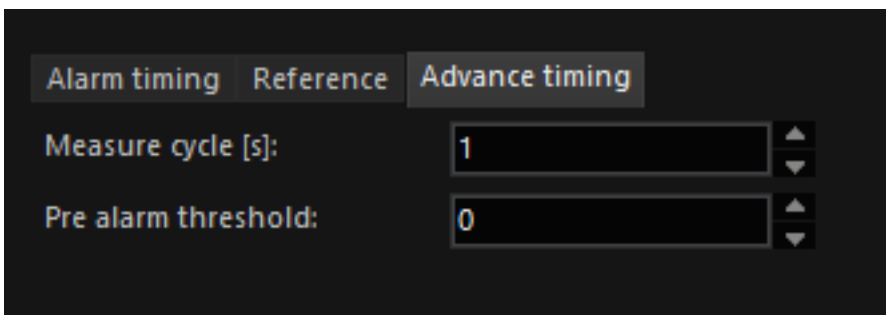 Alarm timing Reference Advance timing
Measure cycle [s]: 1
Pre alarm threshold: 0